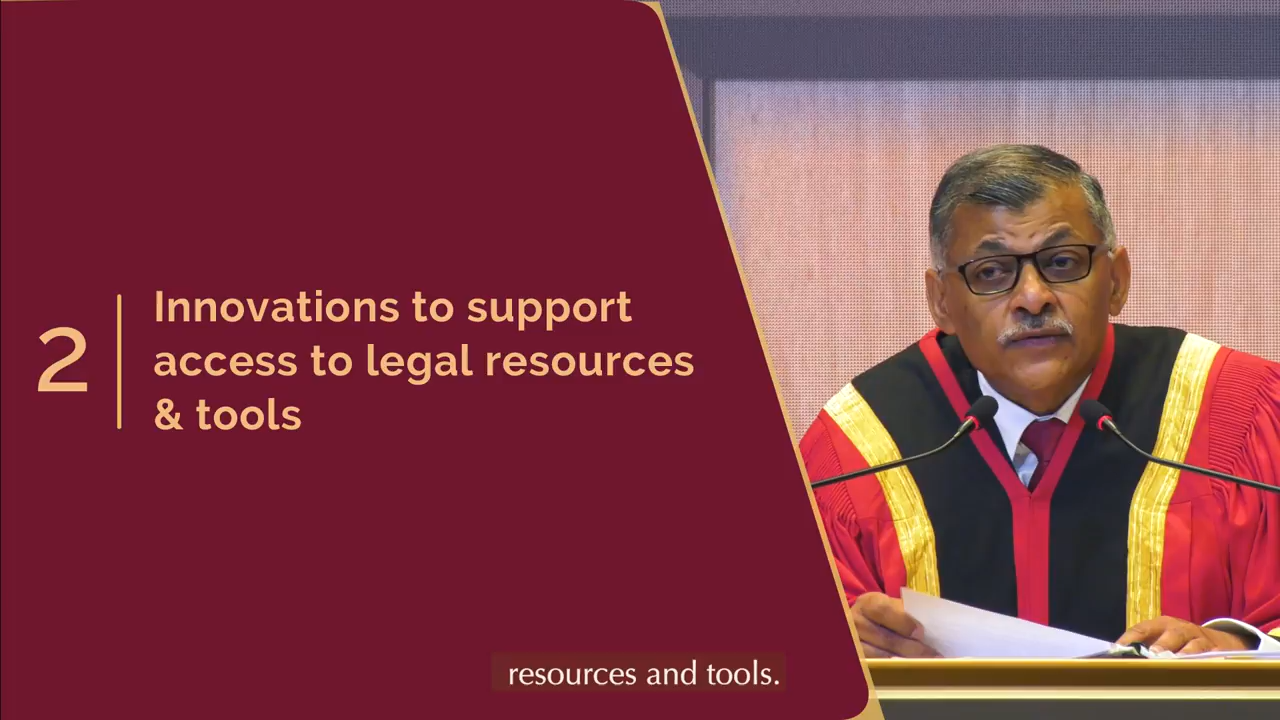 2
Innovations to support
access to legal resources
& tools
resources and tools.